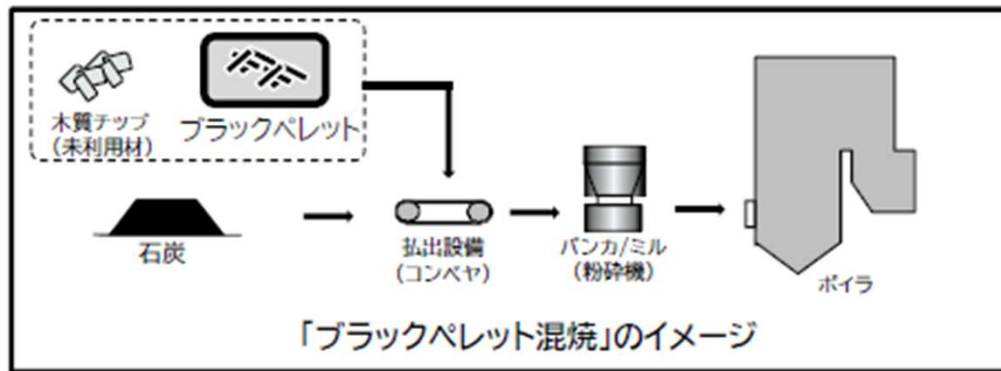 木質チップ
（未利用材）
ブラックペレット
石炭
払出設備
（コンベヤ）
バンカ/ミル
（粉砕機）
ボイラ
「ブラックペレット混焼」のイメージ